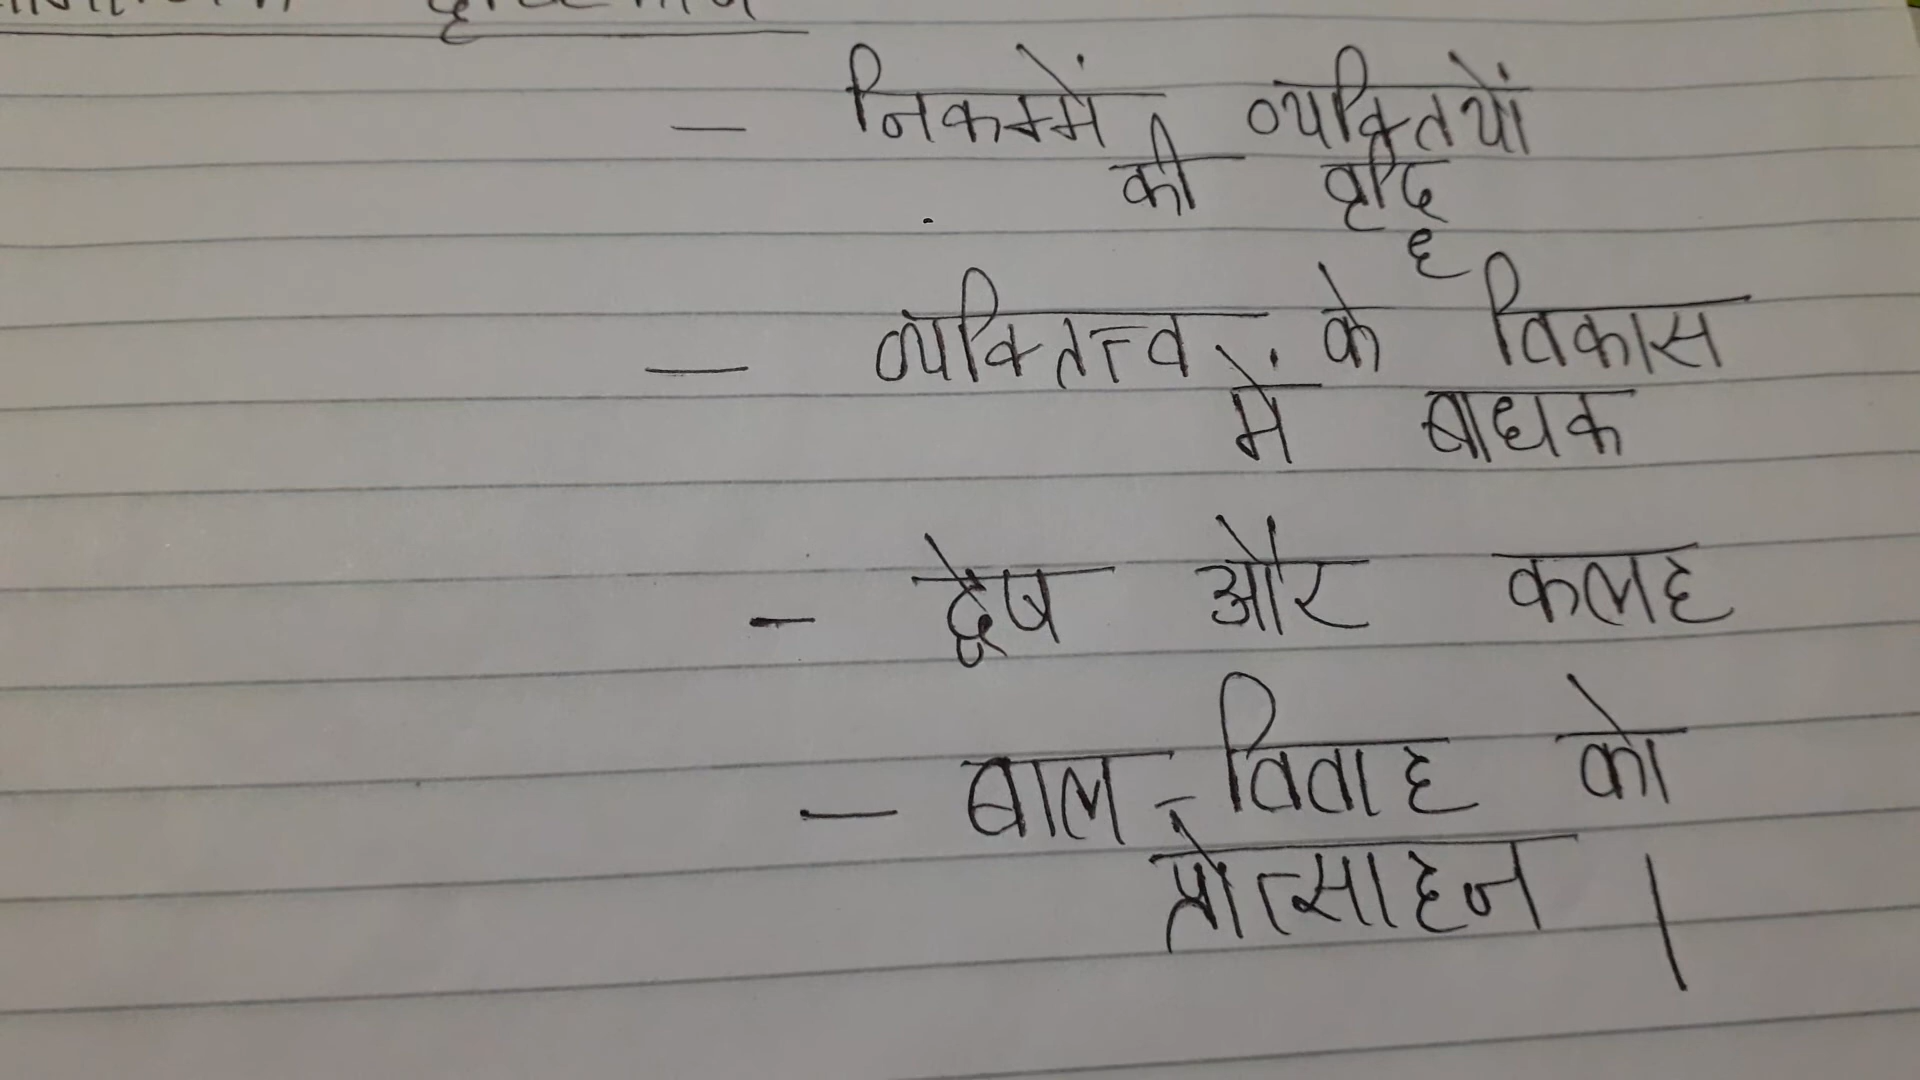 – निकम्में व्यक्तियों
की वृद्धि
– व्यक्तित्त्व के विकास
में बाधक
– द्वेष और कलह
– बाल-विवाह को
प्रोत्साहन ।